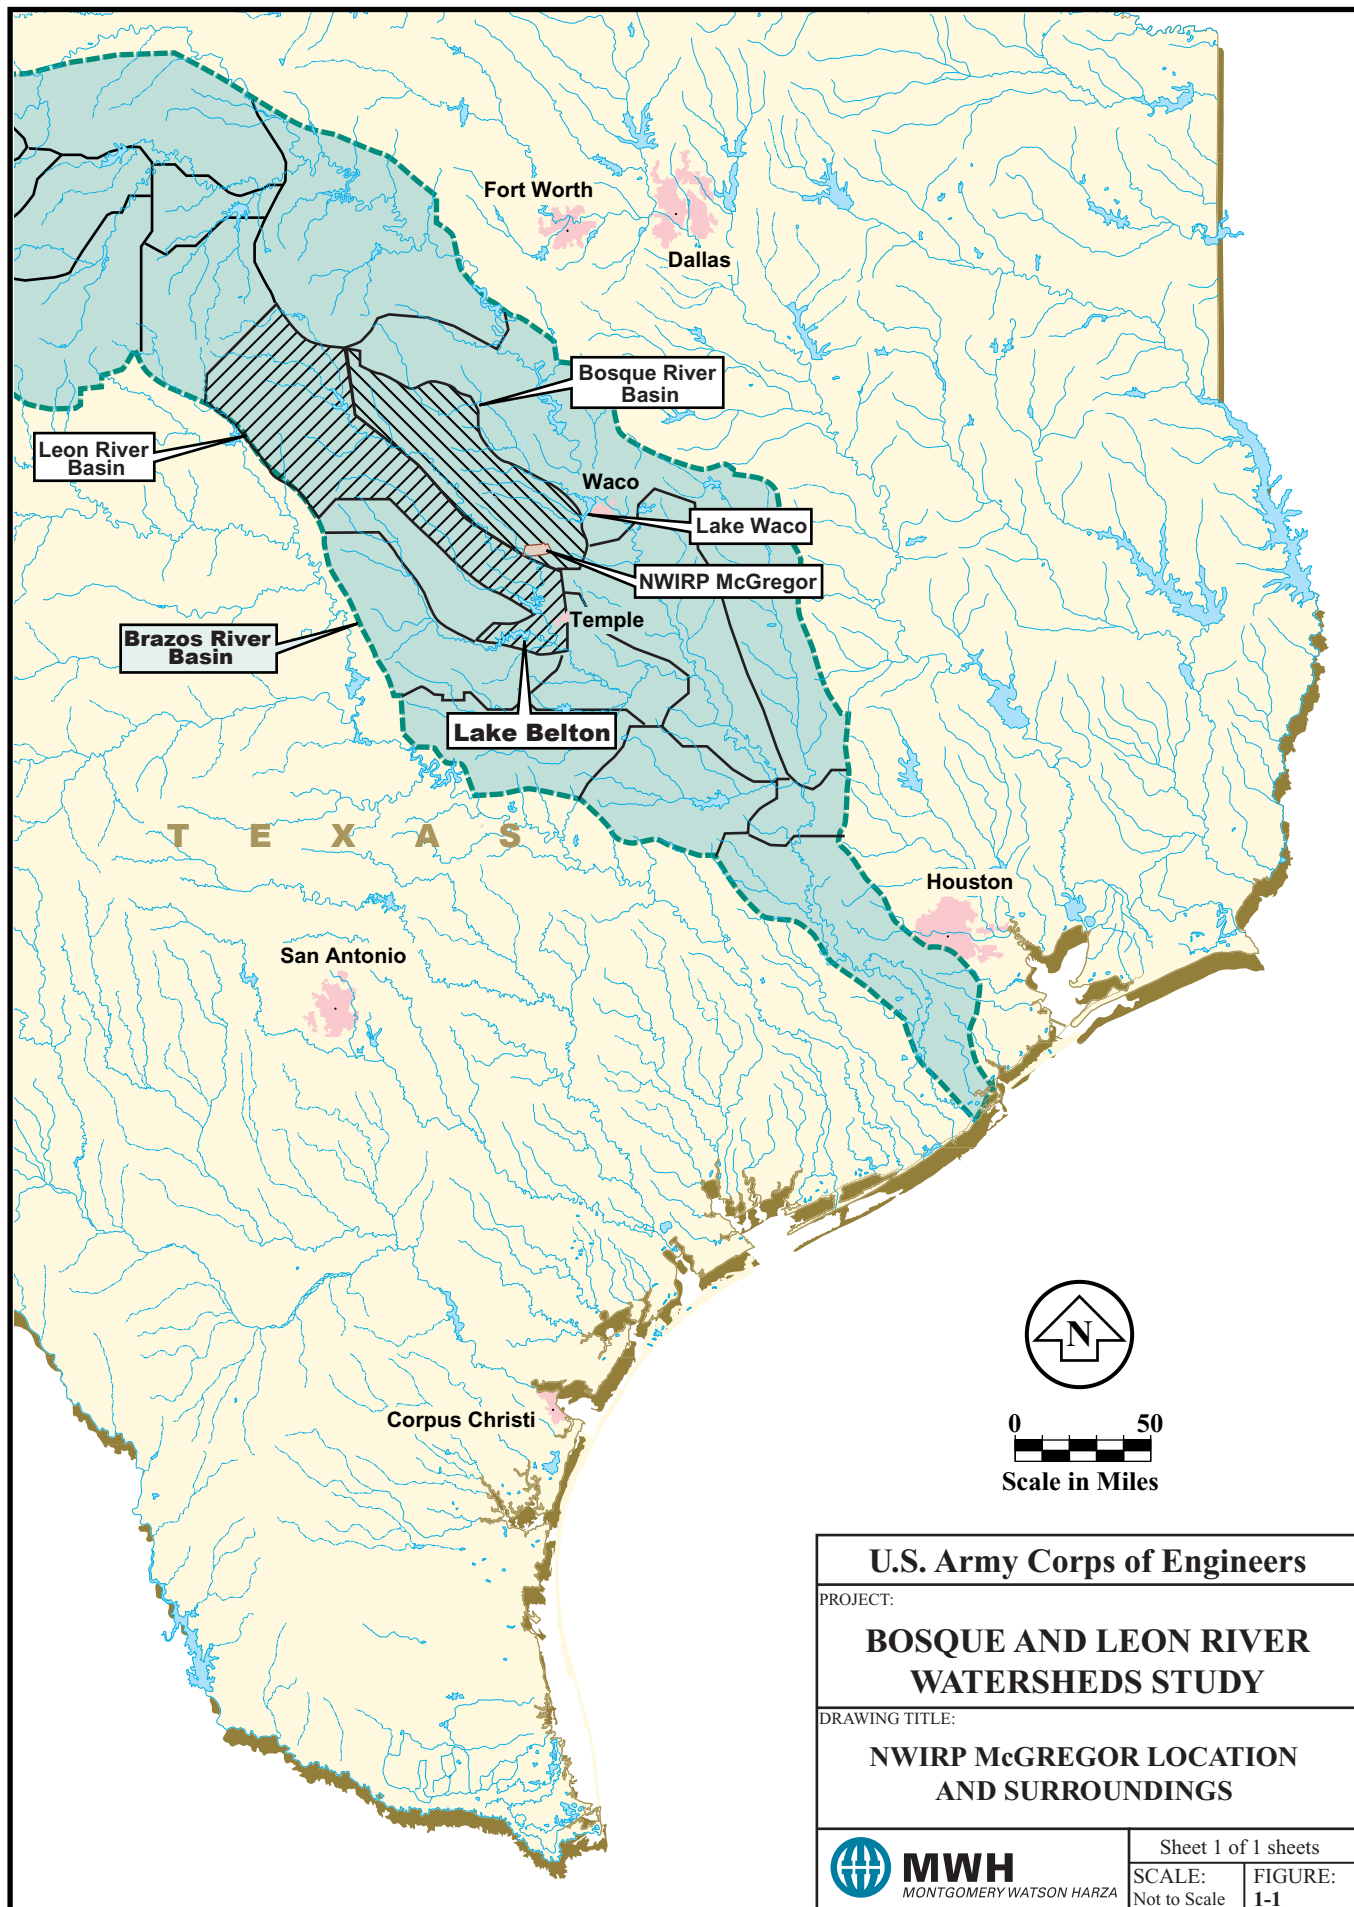 Fort Worth
Dallas
Bosque River
Basin
Leon River
Basin
Waco
Lake Waco
NWIRP McGregor
Temple
Brazos River
Basin
Lake Belton
T E X A S
Houston
San Antonio
Corpus Christi
N
0 50
Scale in Miles
U.S. Army Corps of Engineers
PROJECT:
BOSQUE AND LEON RIVER
WATERSHEDS STUDY
DRAWING TITLE:
NWIRP McGREGOR LOCATION
AND SURROUNDINGS
MWH
MONTGOMERY WATSON HARZA
Sheet 1 of 1 sheets
SCALE:
Not to Scale
FIGURE:
1-1